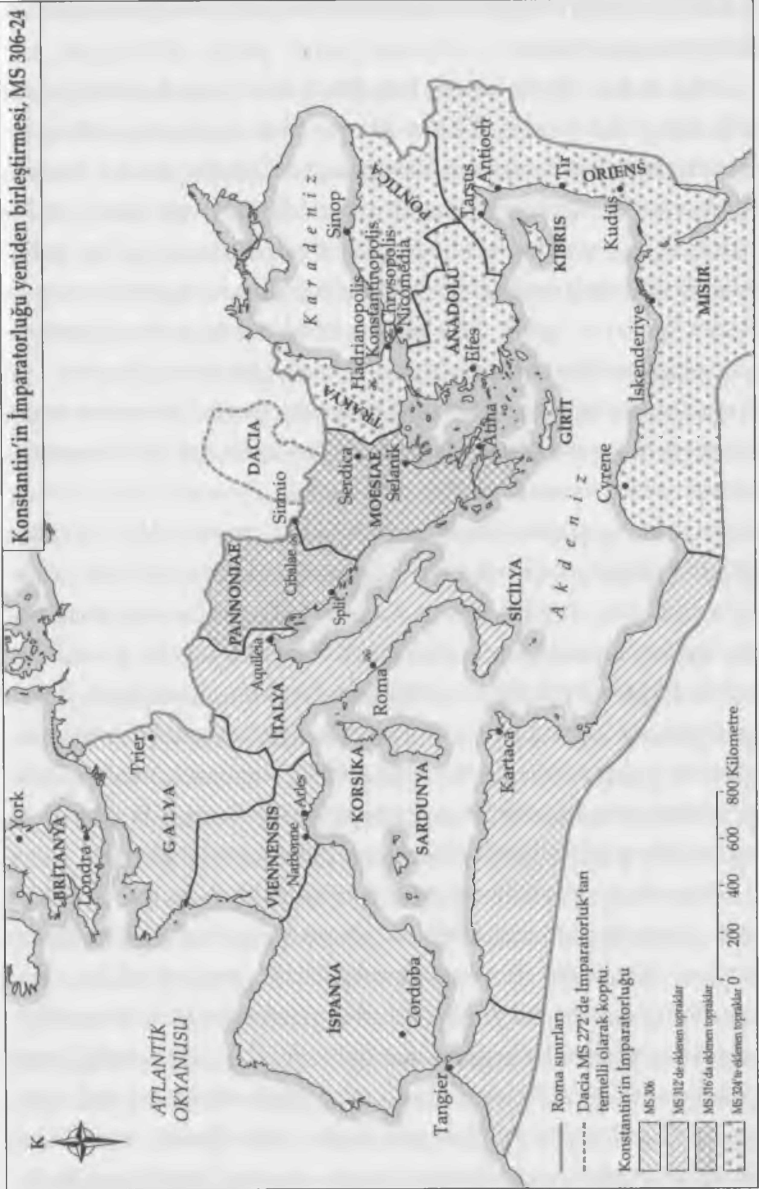 Konstantin'in İmparatorluğu yeniden birleştirmesi, MS 306-24
K
ATLANTİK
OKYANUSU
York
BRİTANYA
Londra
Trier
GALYA
VIENNENSIS
Narbonne
Arles
İSPANYA
Cordoba
Tangier
KORSİKA
SARDUNYA
Kartaca
İTALYA
Aquileia
Roma
SİCİLYA
PANNONIAE
Cibalae
Split
Sirmio
DACIA
MOESIAE
Serdica
Selanik
Atina
GİRİT
Akdeniz
Cyrene
TRAKYA
Hadrianopolis
Konstantinopolis
Chrysopolis
Nicomedia
Karadeniz
Sinop
PONTICA
ANADOLU
Efes
Tarsus
Antioch
KIBRIS
Tir
ORIENS
Kudüs
İskenderiye
MISIR
Roma sınırları
Dacia MS 272'de İmparatorluk'tan
temelli olarak koptu.
Konstantin'in İmparatorluğu
MS 306
MS 312'de eklenen topraklar
MS 316'da eklenen topraklar
MS 324'te eklenen topraklar
0 200 400 600 800 Kilometre